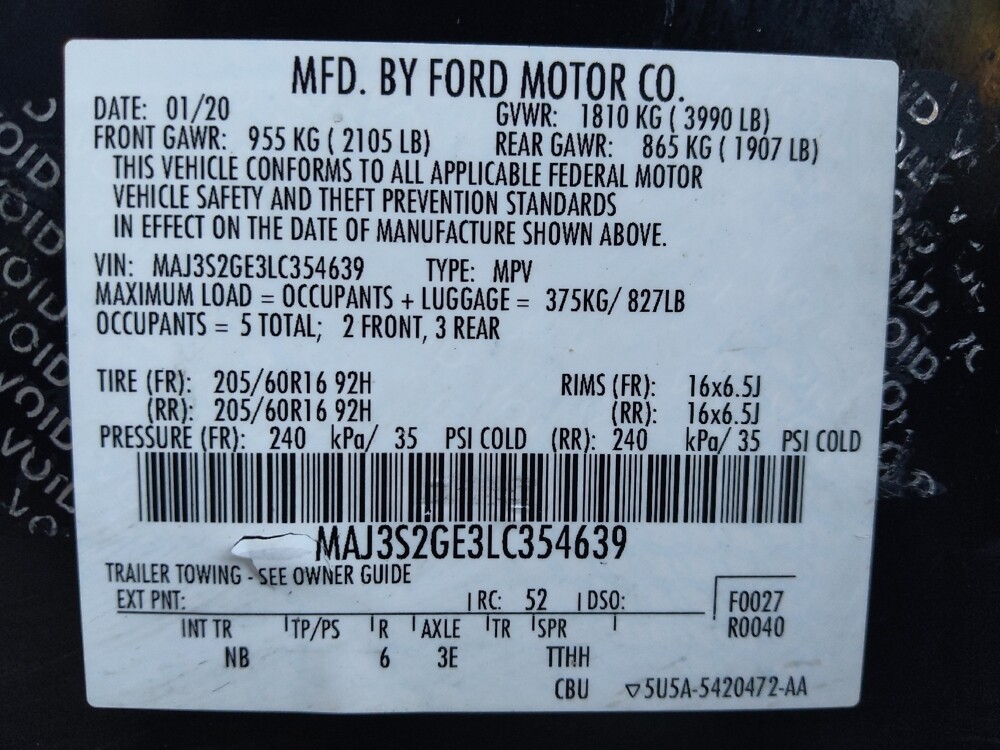 MFD. BY FORD MOTOR CO.
DATE: 01/20 GVWR: 1810 KG ( 3990 LB)
FRONT GAWR: 955 KG ( 2105 LB) REAR GAWR: 865 KG ( 1907 LB)
THIS VEHICLE CONFORMS TO ALL APPLICABLE FEDERAL MOTOR
VEHICLE SAFETY AND THEFT PREVENTION STANDARDS
IN EFFECT ON THE DATE OF MANUFACTURE SHOWN ABOVE.
VIN: MAJ3S2GE3LC354639 TYPE: MPV
MAXIMUM LOAD = OCCUPANTS + LUGGAGE = 375KG/ 827LB
OCCUPANTS = 5 TOTAL; 2 FRONT, 3 REAR
TIRE (FR): 205/60R16 92H RIMS (FR): 16x6.5J
(RR): 205/60R16 92H (RR): 16x6.5J
PRESSURE (FR): 240 kPa/ 35 PSI COLD (RR): 240 kPa/ 35 PSI COLD
MAJ3S2GE3LC354639
TRAILER TOWING - SEE OWNER GUIDE
EXT PNT: RC: 52 DSO: F0027
INT TR TP/PS R AXLE TR SPR R0040
NB 6 3E TTHH
CBU ▽5U5A-5420472-AA
VOID
VOID
VOID
VOID
VOID
VOID